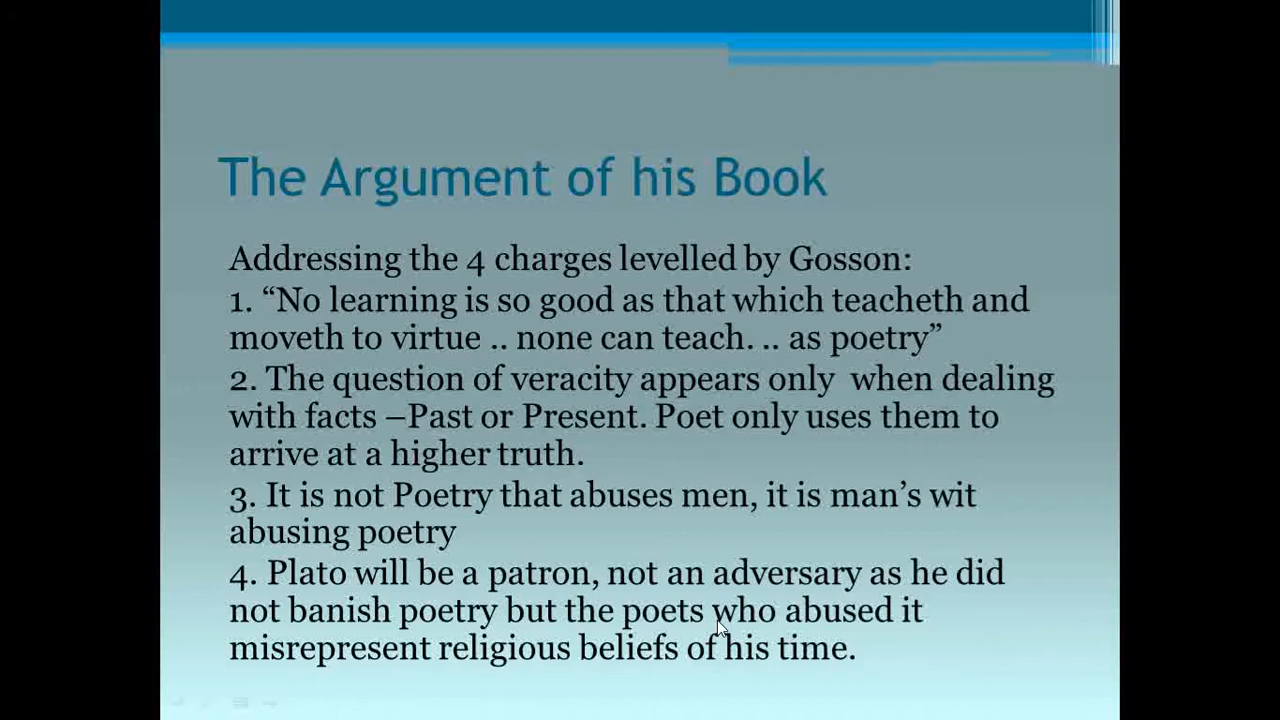 The Argument of his Book
Addressing the 4 charges levelled by Gosson:
1. “No learning is so good as that which teacheth and
moveth to virtue .. none can teach. .. as poetry”
2. The question of veracity appears only  when dealing
with facts –Past or Present. Poet only uses them to
arrive at a higher truth.
3. It is not Poetry that abuses men, it is man’s wit
abusing poetry
4. Plato will be a patron, not an adversary as he did
not banish poetry but the poets who abused it
misrepresent religious beliefs of his time.